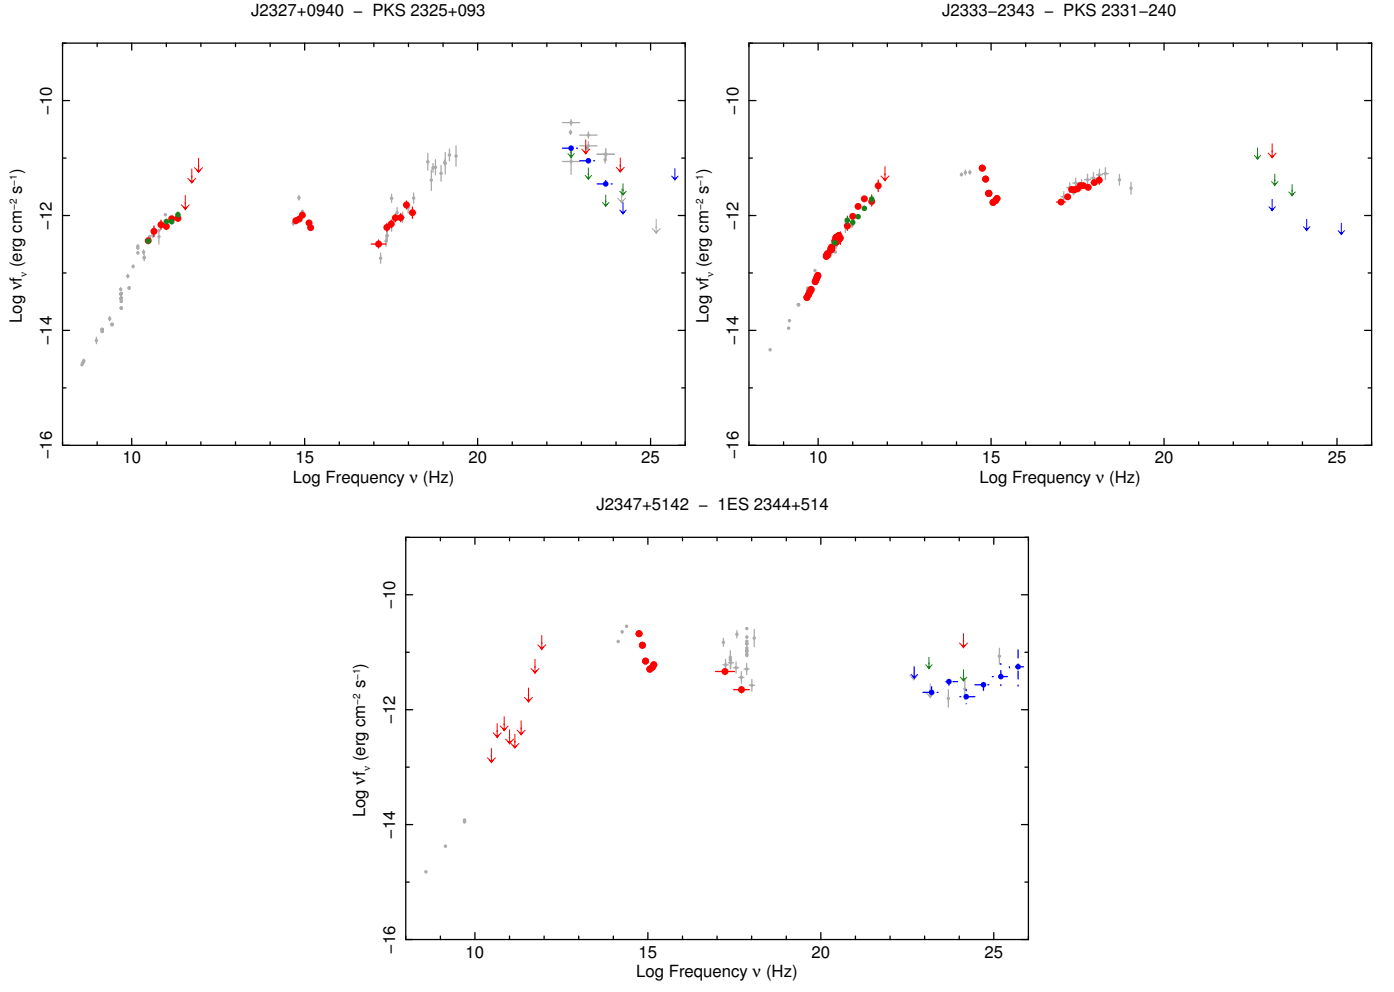 J2327+0940 – PKS 2325+093
J2333−2343 – PKS 2331−240
Log νfν (erg cm−2 s−1)
−10
−12
−14
−16
10 15 20 25
Log Frequency ν (Hz)
Log νfν (erg cm−2 s−1)
−10
−12
−14
−16
10 15 20 25
Log Frequency ν (Hz)
J2347+5142 – 1ES 2344+514
Log νfν (erg cm−2 s−1)
−10
−12
−14
−16
10 15 20 25
Log Frequency ν (Hz)